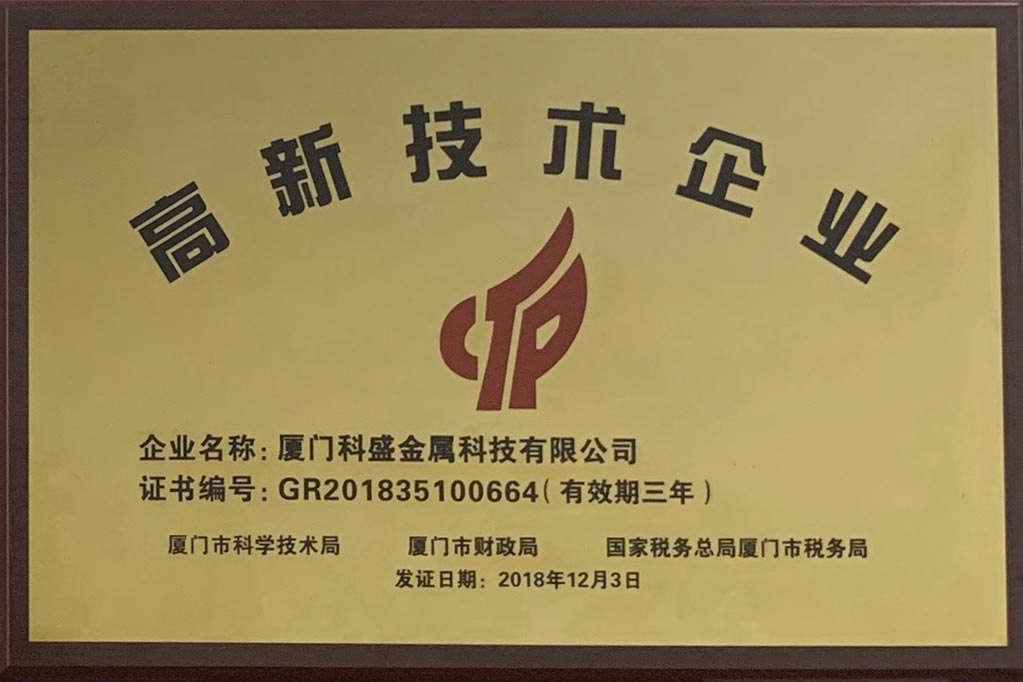 高新技术企业
企业名称：厦门科盛金属科技有限公司
证书编号：GR201835100664（有效期三年）
厦门市科学技术局 厦门市财政局 国家税务总局厦门市税务局
发证日期：2018年12月3日